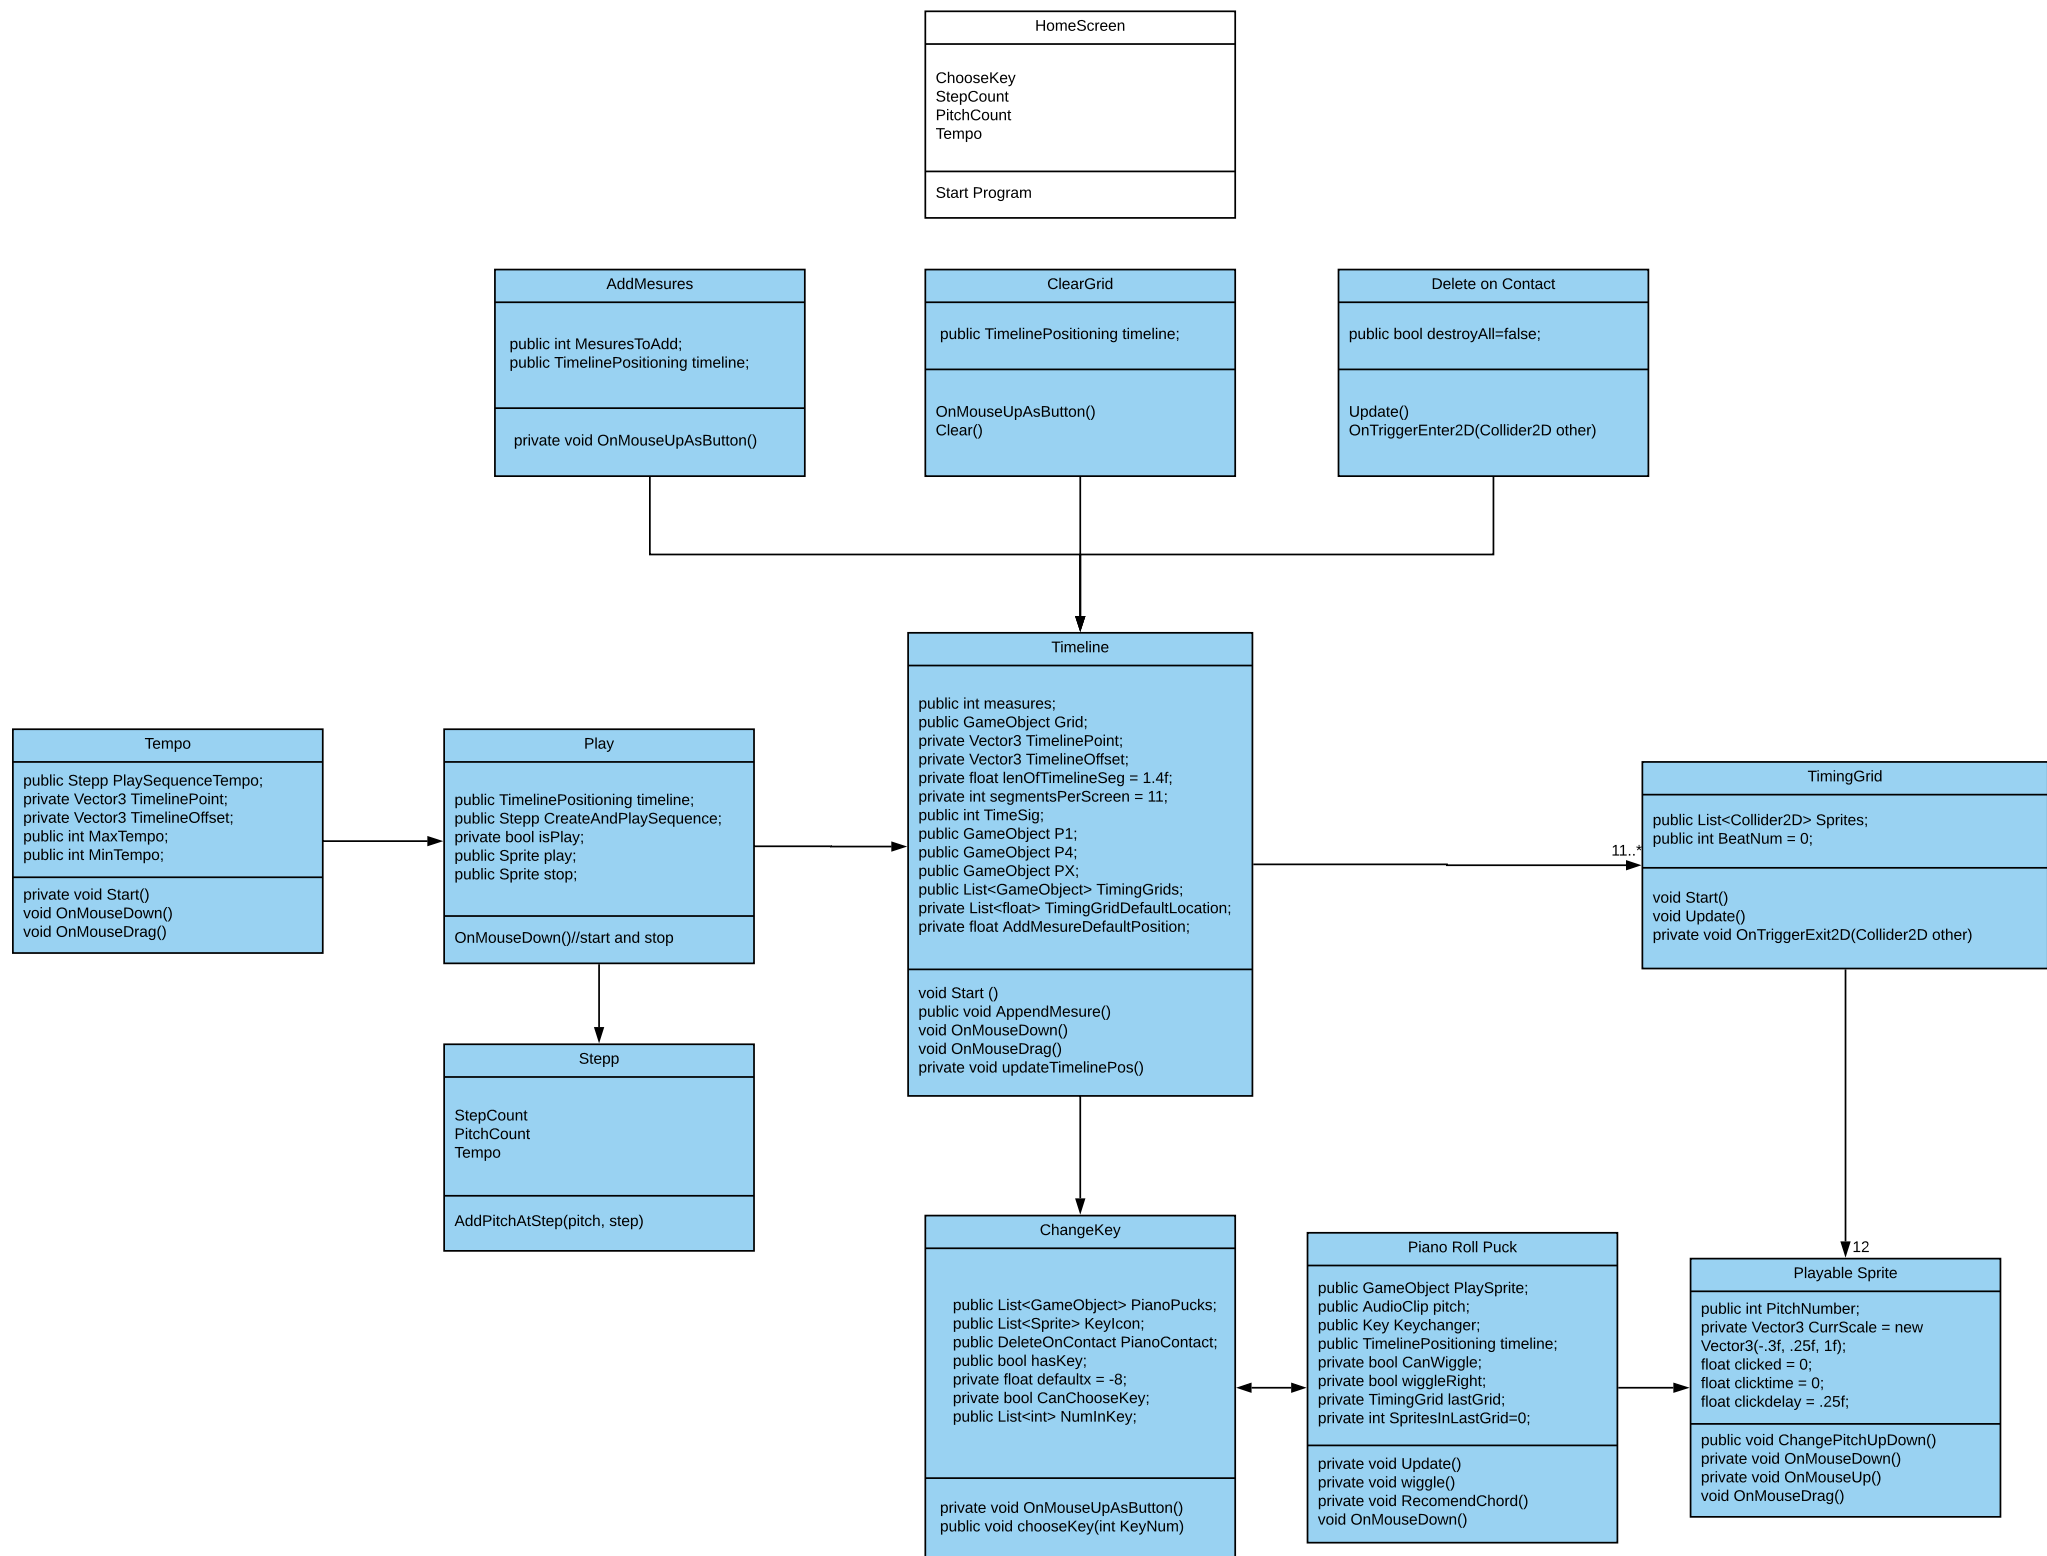 HomeScreen
ChooseKey
StepCount
PitchCount
Tempo
Start Program
AddMesures
public int MesuresToAdd;
public TimelinePositioning timeline;
private void OnMouseUpAsButton()
ClearGrid
public TimelinePositioning timeline;
OnMouseUpAsButton()
Clear()
Delete on Contact
public bool destroyAll=false;
Update()
OnTriggerEnter2D(Collider2D other)
Tempo
public Stepp PlaySequenceTempo;
private Vector3 TimelinePoint;
private Vector3 TimelineOffset;
public int MaxTempo;
public int MinTempo;
private void Start()
void OnMouseDown()
void OnMouseDrag()
Play
public TimelinePositioning timeline;
public Stepp CreateAndPlaySequence;
private bool isPlay;
public Sprite play;
public Sprite stop;
OnMouseDown()//start and stop
Timeline
public int measures;
public GameObject Grid;
private Vector3 TimelinePoint;
private Vector3 TimelineOffset;
private float lenOfTimelineSeg = 1.4f;
private int segmentsPerScreen = 11;
public int TimeSig;
public GameObject P1;
public GameObject P4;
public GameObject PX;
public List<GameObject> TimingGrids;
private List<float> TimingGridDefaultLocation;
private float AddMesureDefaultPosition;
void Start ()
public void AppendMesure()
void OnMouseDown()
void OnMouseDrag()
private void updateTimelinePos()
11..*
TimingGrid
public List<Collider2D> Sprites;
public int BeatNum = 0;
void Start()
void Update()
private void OnTriggerExit2D(Collider2D other)
Stepp
StepCount
PitchCount
Tempo
AddPitchAtStep(pitch, step)
ChangeKey
public List<GameObject> PianoPucks;
public List<Sprite> KeyIcon;
public DeleteOnContact PianoContact;
public bool hasKey;
private float defaultx = -8;
private bool CanChooseKey;
public List<int> NumInKey;
private void OnMouseUpAsButton()
public void chooseKey(int KeyNum)
Piano Roll Puck
public GameObject PlaySprite;
public AudioClip pitch;
public Key Keychanger;
public TimelinePositioning timeline;
private bool CanWiggle;
private bool wiggleRight;
private TimingGrid lastGrid;
private int SpritesInLastGrid=0;
private void Update()
private void wiggle()
private void RecomendChord()
void OnMouseDown()
12
Playable Sprite
public int PitchNumber;
private Vector3 CurrScale = new
Vector3(-.3f, .25f, 1f);
float clicked = 0;
float clicktime = 0;
float clickdelay = .25f;
public void ChangePitchUpDown()
private void OnMouseDown()
private void OnMouseUp()
void OnMouseDrag()